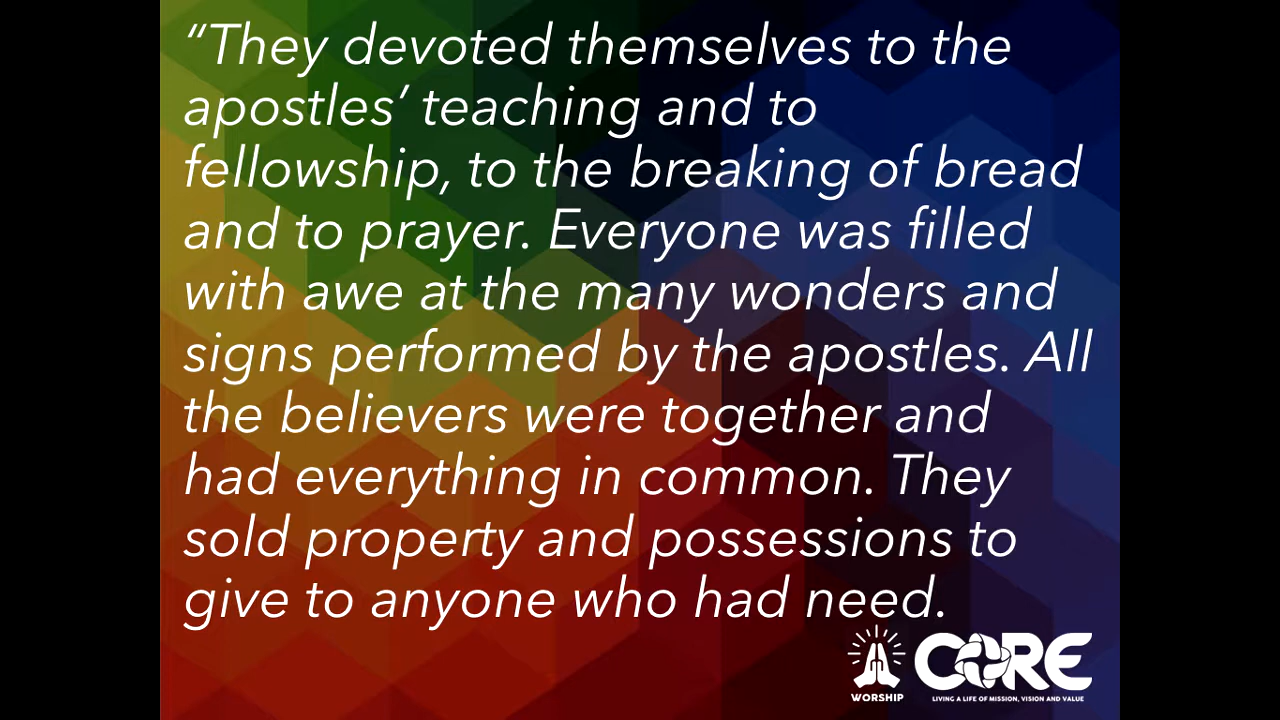 “They devoted themselves to the
apostles’ teaching and to
fellowship, to the breaking of bread
and to prayer. Everyone was filled
with awe at the many wonders and
signs performed by the apostles. All
the believers were together and
had everything in common. They
sold property and possessions to
give to anyone who had need.
WORSHIP
CORE
LIVING A LIFE OF MISSION, VISION AND VALUE